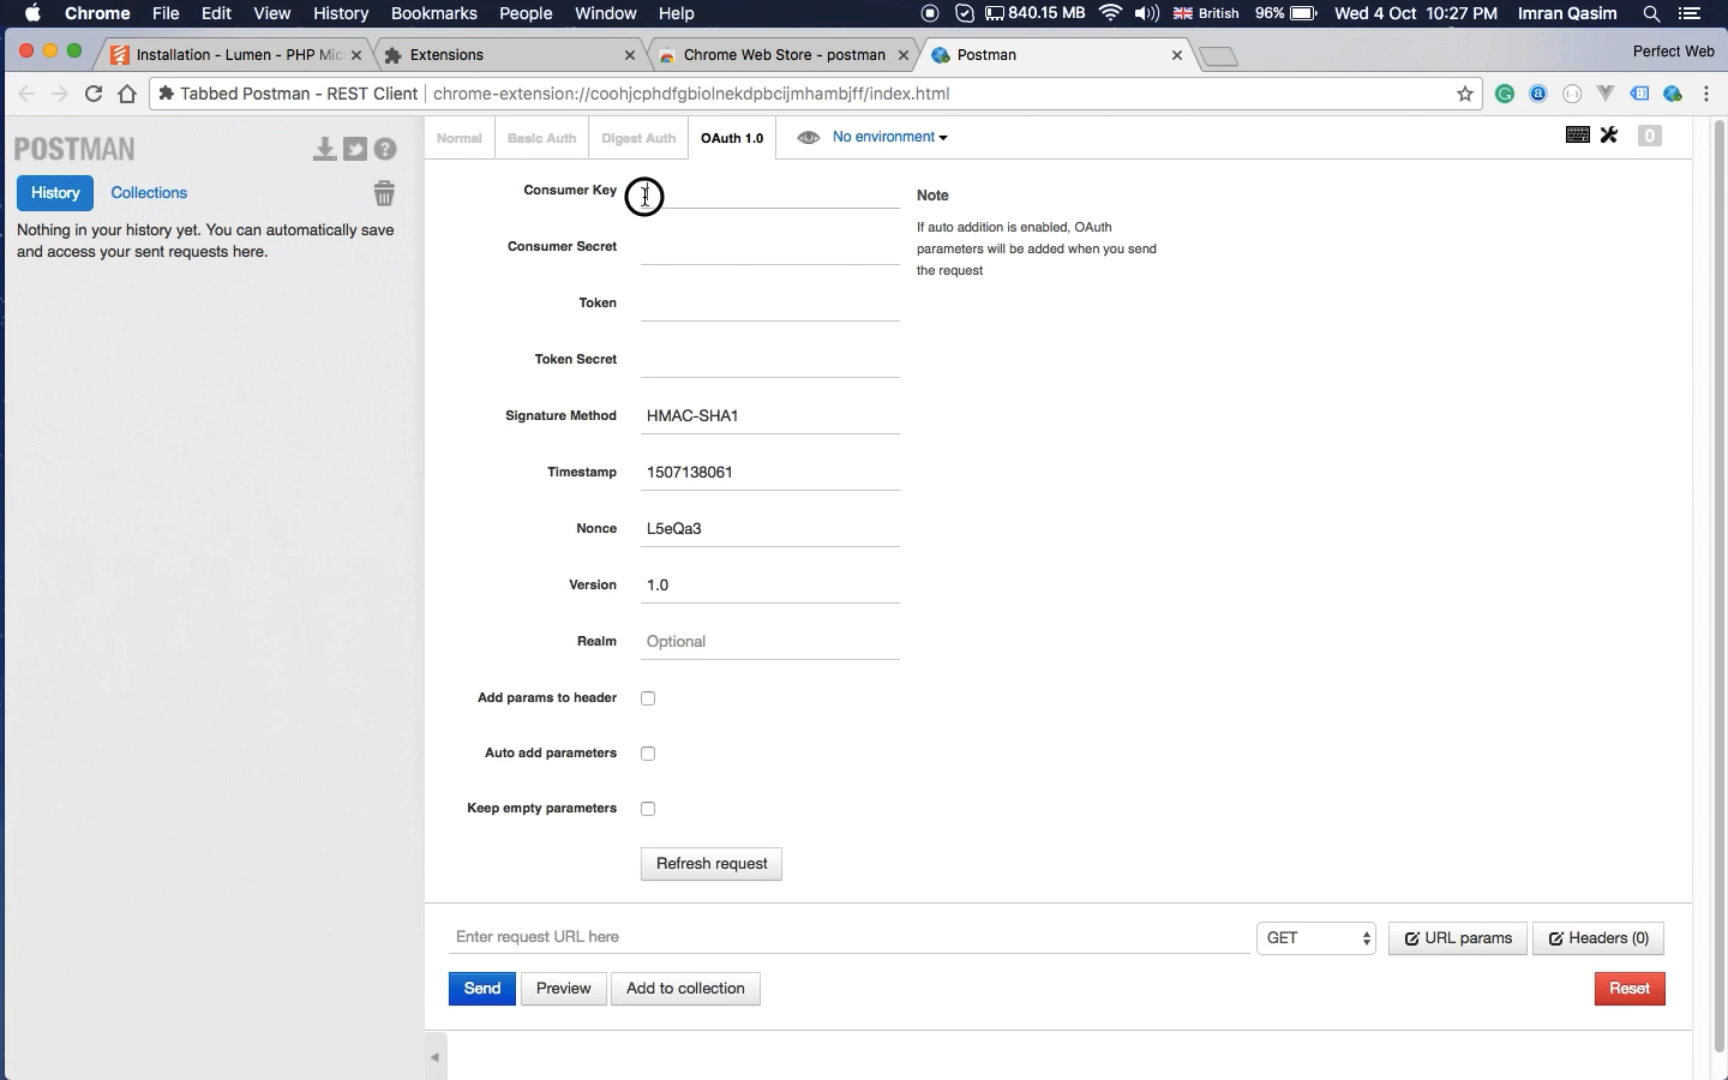 Chrome File Edit View History Bookmarks People Window Help 840.15 MB British 96% Wed 4 Oct 10:27 PM Imran Qasim
Installation - Lumen - PHP Mic Extensions Chrome Web Store - postman Postman Perfect Web
Tabbed Postman - REST Client chrome-extension://coohjcphdfgbiolnekdpbcijmhambjff/index.html
POSTMAN
History Collections
Nothing in your history yet. You can automatically save
and access your sent requests here.
Normal Basic Auth Digest Auth OAuth 1.0 No environment 0
Consumer Key
Consumer Secret
Token
Token Secret
Signature Method HMAC-SHA1
Timestamp 1507138061
Nonce L5eQa3
Version 1.0
Realm Optional
Add params to header
Auto add parameters
Keep empty parameters
Refresh request
Note
If auto addition is enabled, OAuth
parameters will be added when you send
the request
Enter request URL here GET URL params Headers (0)
Send Preview Add to collection Reset